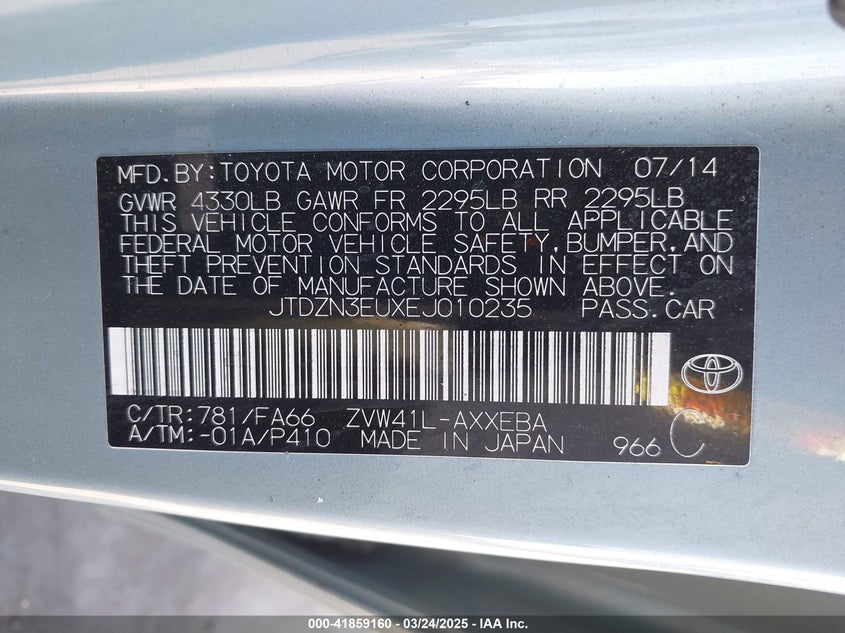 MFD. BY: TOYOTA MOTOR CORPORATION 07/14
GVWR 4330LB GAWR FR 2295LB RR 2295LB
THIS VEHICLE CONFORMS TO ALL APPLICABLE
FEDERAL MOTOR VEHICLE SAFETY, BUMPER, AND
THEFT PREVENTION STANDARDS IN EFFECT ON
THE DATE OF MANUFACTURE SHOWN ABOVE.
JTDZN3EUXEJ010235 PASS. CAR
C/TR: 781/FA66 ZVW41L-AXXEBA
A/TM: -01A/P410 MADE IN JAPAN 966 C
000-41859160 - 03/24/2025 - AXA LLC.